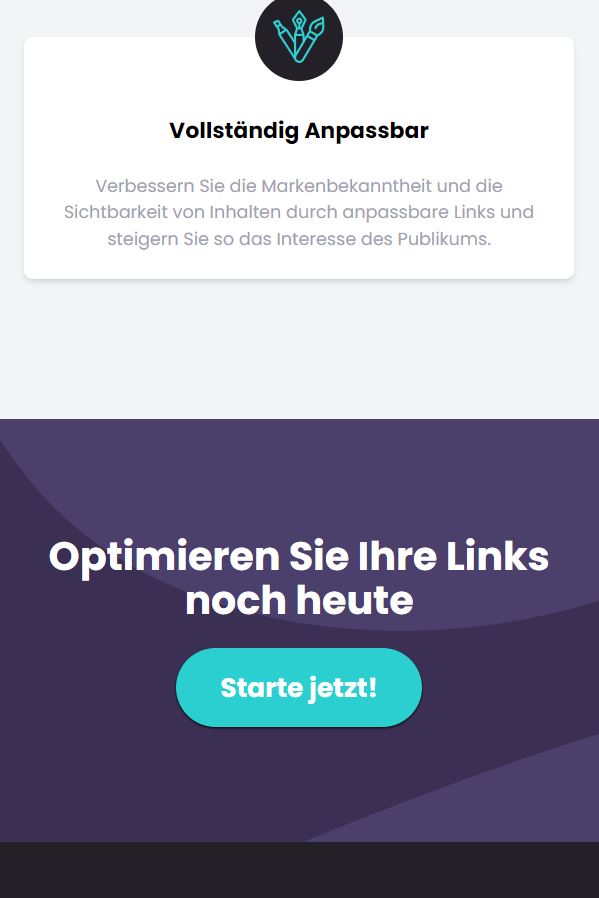 Vollständig Anpassbar
Verbessern Sie die Markenbekanntheit und die
Sichtbarkeit von Inhalten durch anpassbare Links und
steigern Sie so das Interesse des Publikums.
Optimieren Sie Ihre Links
noch heute
Starte jetzt!